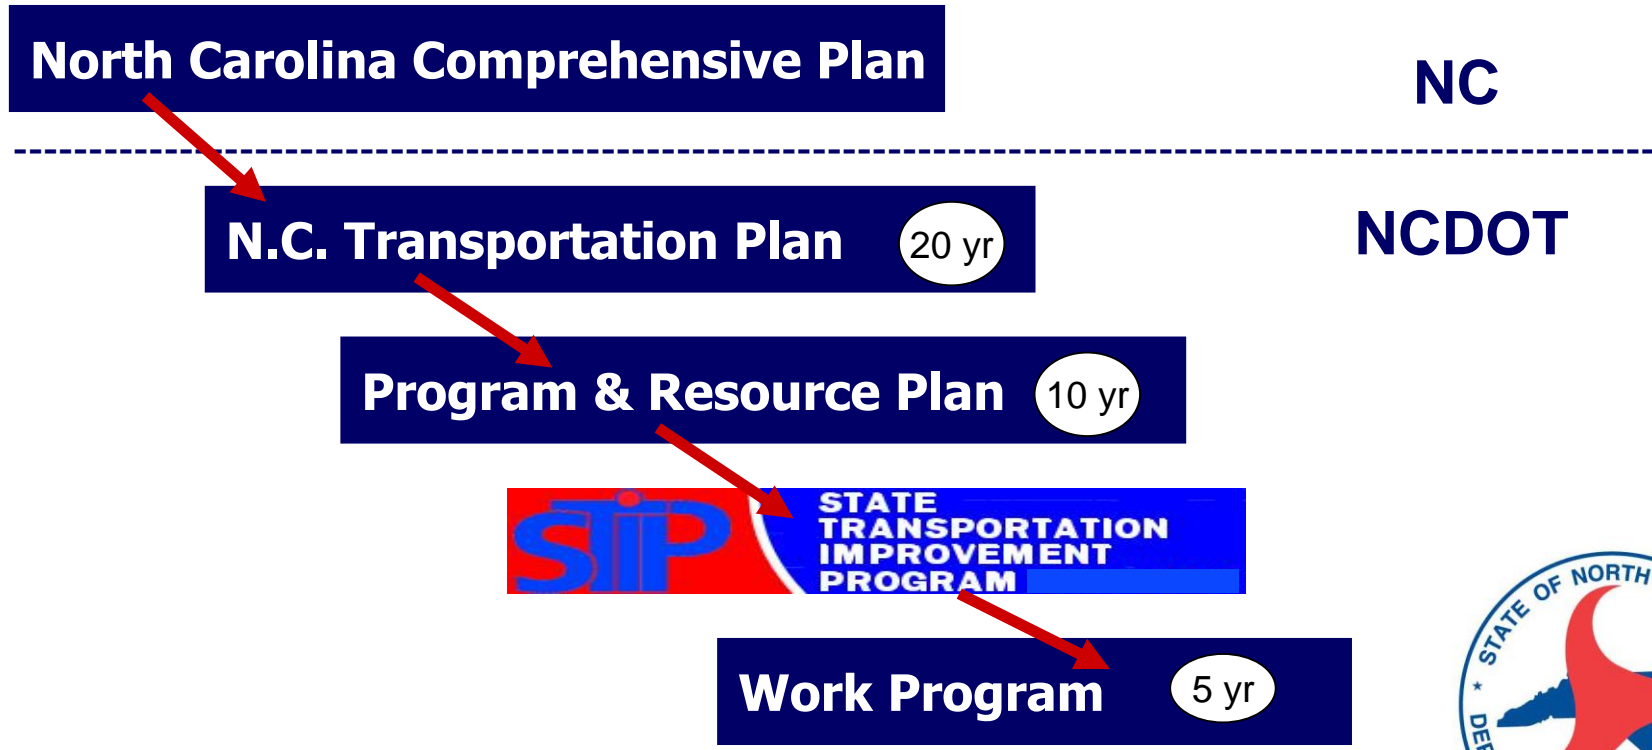 North Carolina Comprehensive Plan
NC
N.C. Transportation Plan 20 yr
NCDOT
Program & Resource Plan 10 yr
STIP
STATE
TRANSPORTATION
IMPROVEMENT
PROGRAM
Work Program 5 yr
STATE OF NORTH